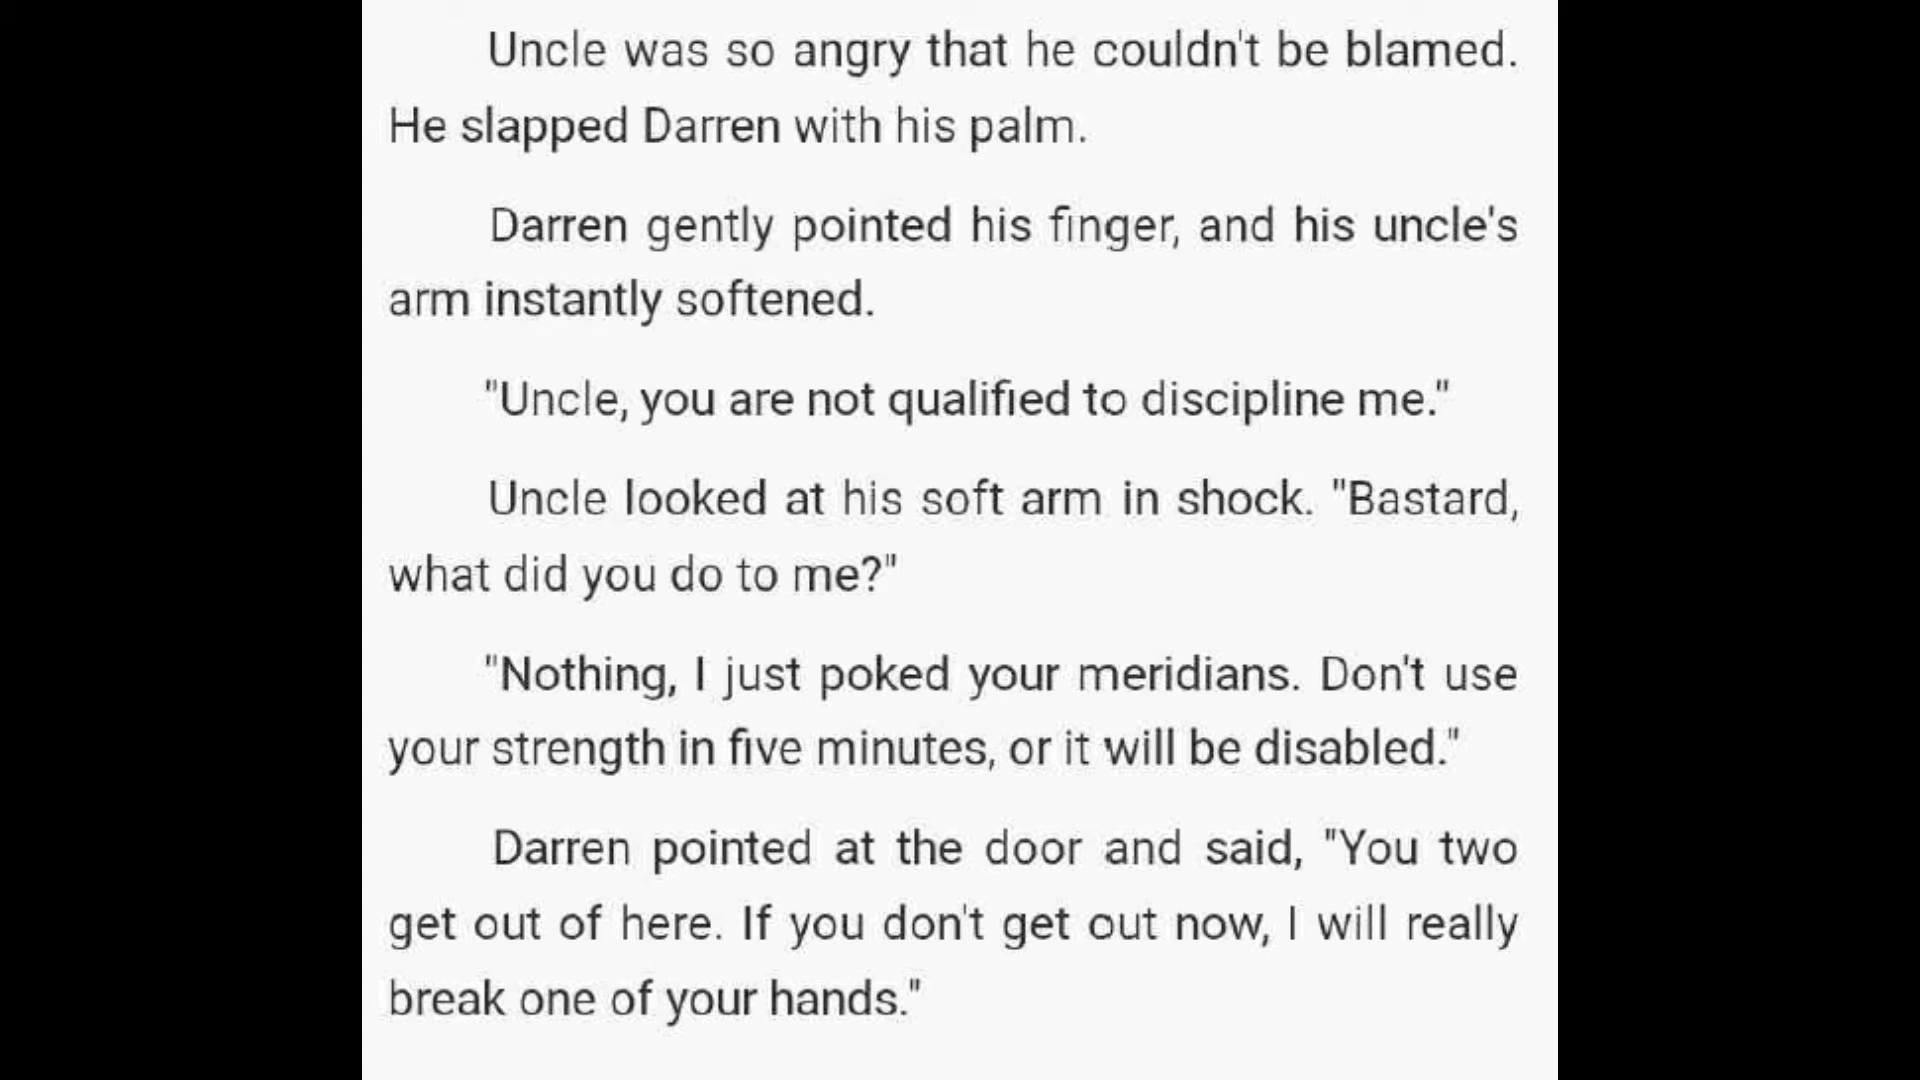 Uncle was so angry that he couldn't be blamed.
He slapped Darren with his palm.
Darren gently pointed his finger, and his uncle's
arm instantly softened.
"Uncle, you are not qualified to discipline me."
Uncle looked at his soft arm in shock. "Bastard,
what did you do to me?"
"Nothing, I just poked your meridians. Don't use
your strength in five minutes, or it will be disabled."
Darren pointed at the door and said, "You two
get out of here. If you don't get out now, I will really
break one of your hands."